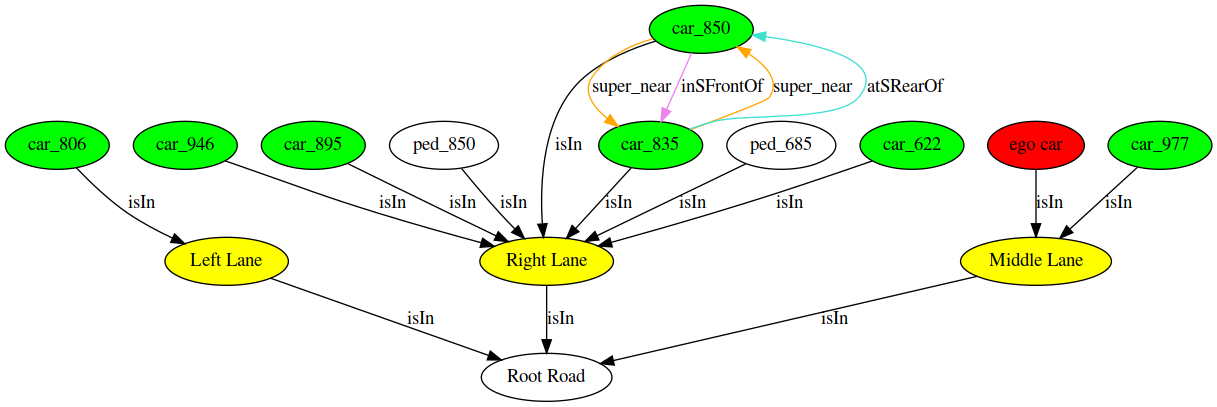 car_850
super_near
inSFrontOf
super_near
atSRearOf
car_806
car_946
car_895
ped_850
isIn
car_835
ped_685
car_622
ego car
car_977
isIn
isIn
isIn
isIn
isIn
isIn
isIn
isIn
isIn
Left Lane
Right Lane
Middle Lane
isIn
isIn
isIn
Root Road